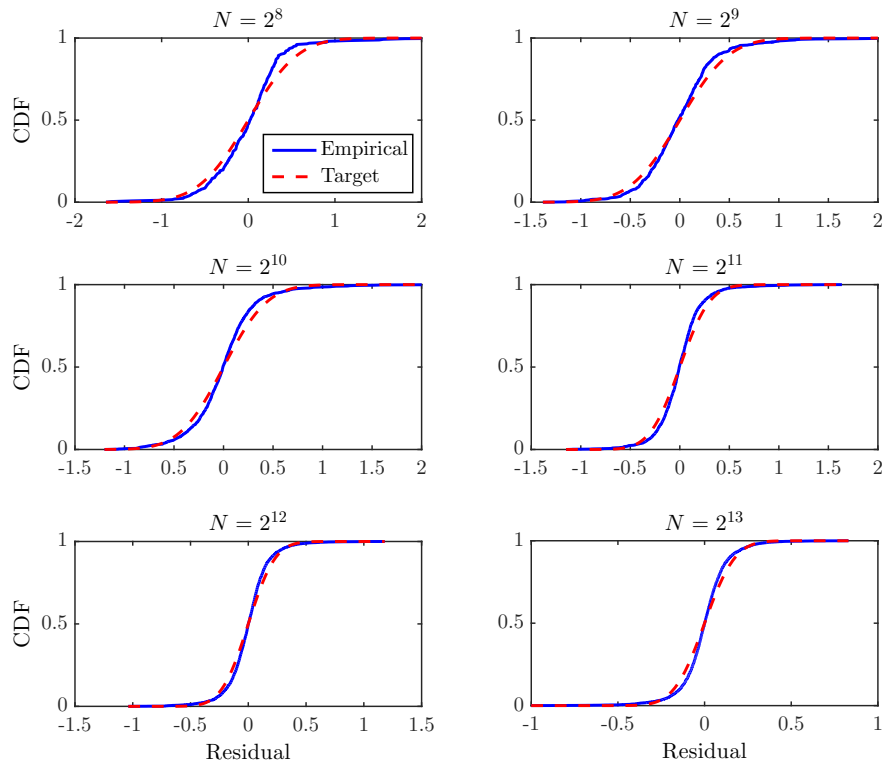 N = 2^8
1
0.5
0
CDF
-2 -1 0 1 2
Empirical
Target
N = 2^9
1
0.5
0
-1.5 -1 -0.5 0 0.5 1 1.5 2
N = 2^10
1
0.5
0
CDF
-1.5 -1 -0.5 0 0.5 1 1.5 2
N = 2^11
1
0.5
0
-1.5 -1 -0.5 0 0.5 1 1.5 2
N = 2^12
1
0.5
0
CDF
-1.5 -1 -0.5 0 0.5 1 1.5
Residual
N = 2^13
1
0.5
0
-1 -0.5 0 0.5 1
Residual